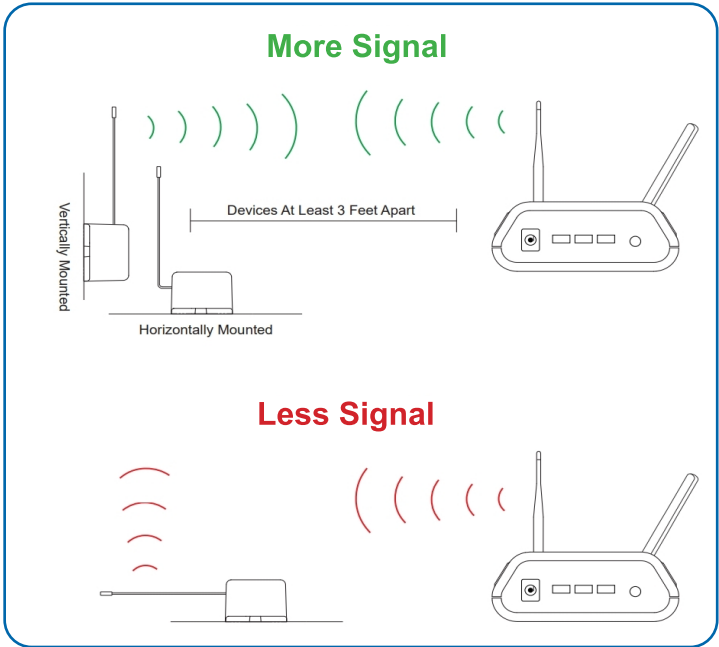 More Signal
Vertically Mounted
Devices At Least 3 Feet Apart
Horizontally Mounted
Less Signal